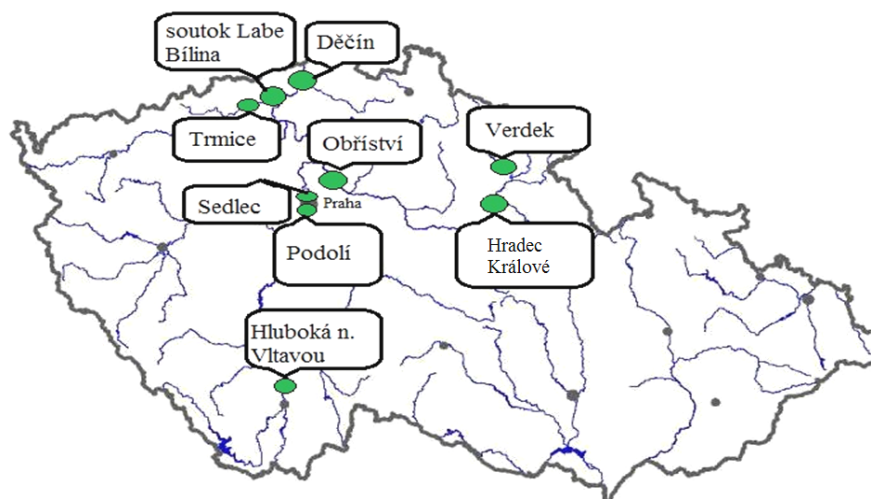 soutok Labe
Bílina
Děčín
Trmice
Obříství
Verdek
Sedlec
Praha
Podolí
Hradec
Králové
Hluboká n.
Vltavou